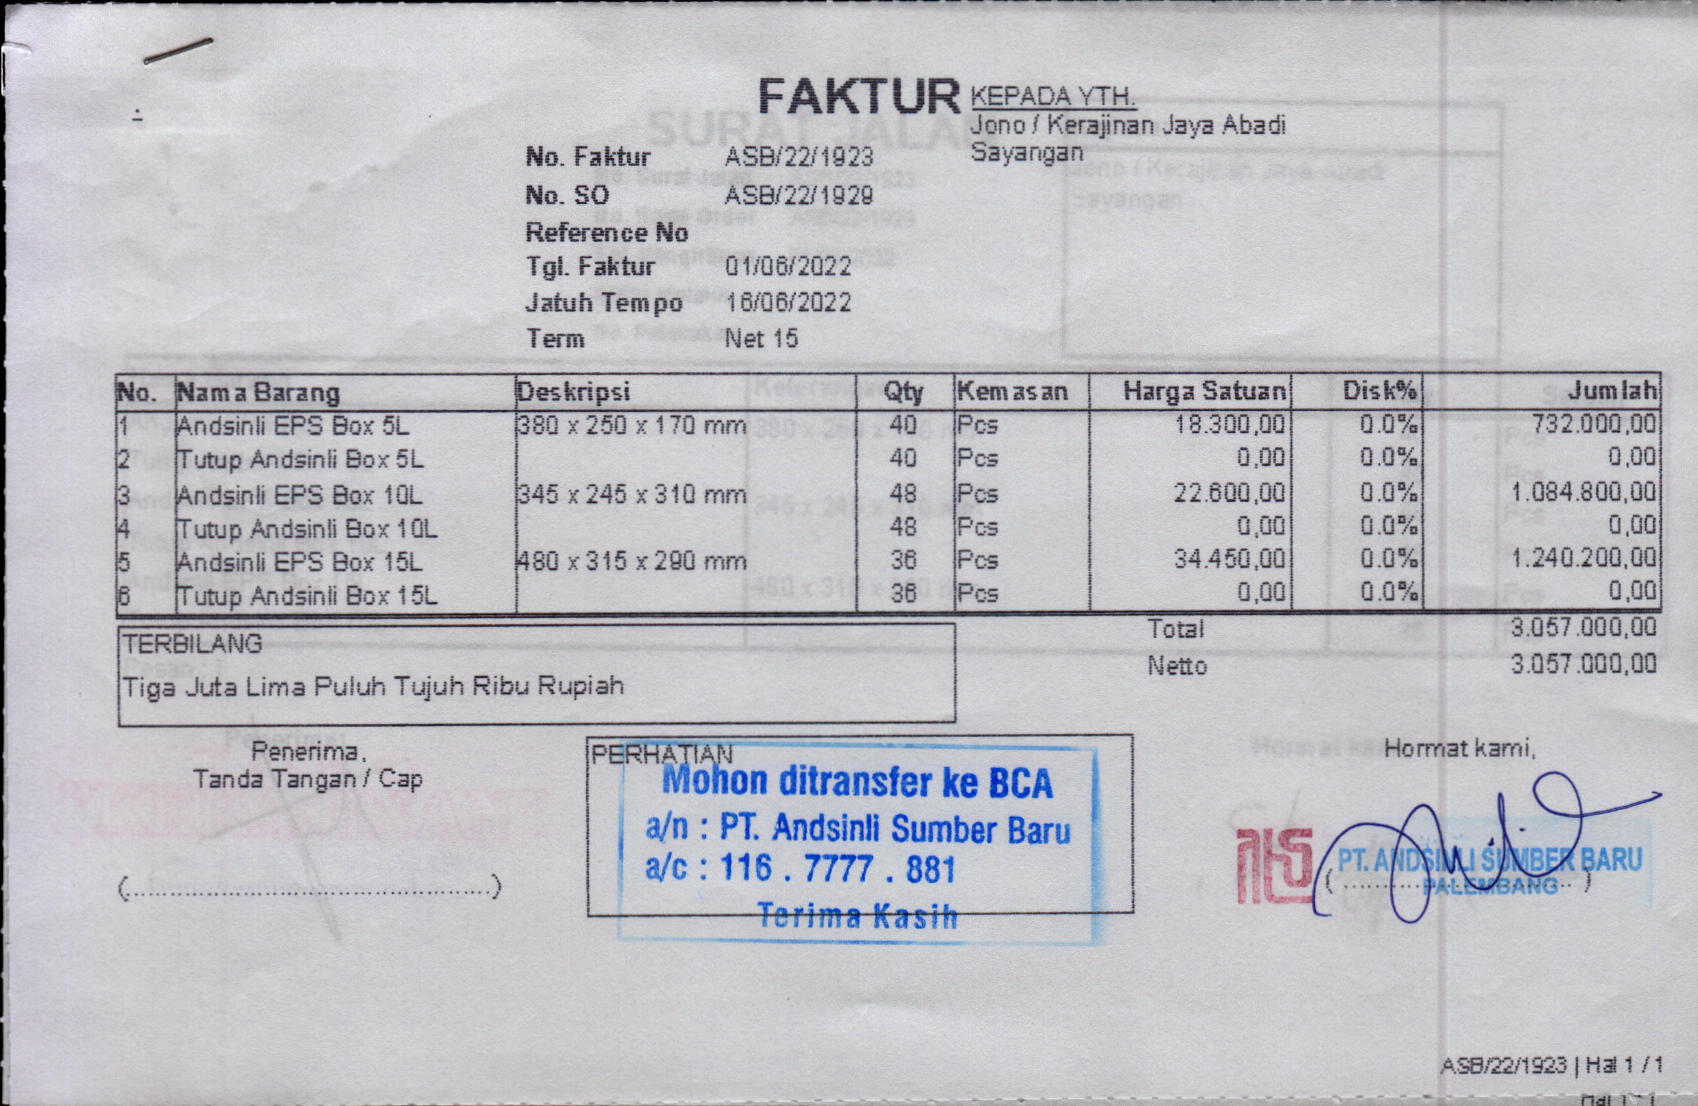 FAKTUR
KEPADA YTH.
Jono / Kerajinan Jaya Abadi
Sayangan
No. Faktur ASB/22/1923
No. SO ASB/22/1929
Reference No
Tgl. Faktur 01/06/2022
Jatuh Tempo 16/06/2022
Term Net 15
No. Nama Barang Deskripsi Qty Kemasan Harga Satuan Disk% Jumlah
1 Andsinli EPS Box 5L 380 x 250 x 170 mm 40 Pcs 18.300,00 0.0% 732.000,00
2 Tutup Andsinli Box 5L 40 Pcs 0,00 0.0% 0,00
3 Andsinli EPS Box 10L 345 x 245 x 310 mm 48 Pcs 22.600,00 0.0% 1.084.800,00
4 Tutup Andsinli Box 10L 48 Pcs 0,00 0.0% 0,00
5 Andsinli EPS Box 15L 480 x 315 x 290 mm 36 Pcs 34.450,00 0.0% 1.240.200,00
6 Tutup Andsinli Box 15L 36 Pcs 0,00 0.0% 0,00
Total 3.057.000,00
Netto 3.057.000,00
TERBILANG
Tiga Juta Lima Puluh Tujuh Ribu Rupiah
Penerima,
Tanda Tangan / Cap
(................................................)
PERHATIAN
Mohon ditransfer ke BCA
a/n : PT. Andsinli Sumber Baru
a/c : 116 . 7777 . 881
Terima Kasih
Hormat kami,
PT. ANDSINLI SUMBER BARU
PALEMBANG
ASB/22/1923 | Hal 1 / 1